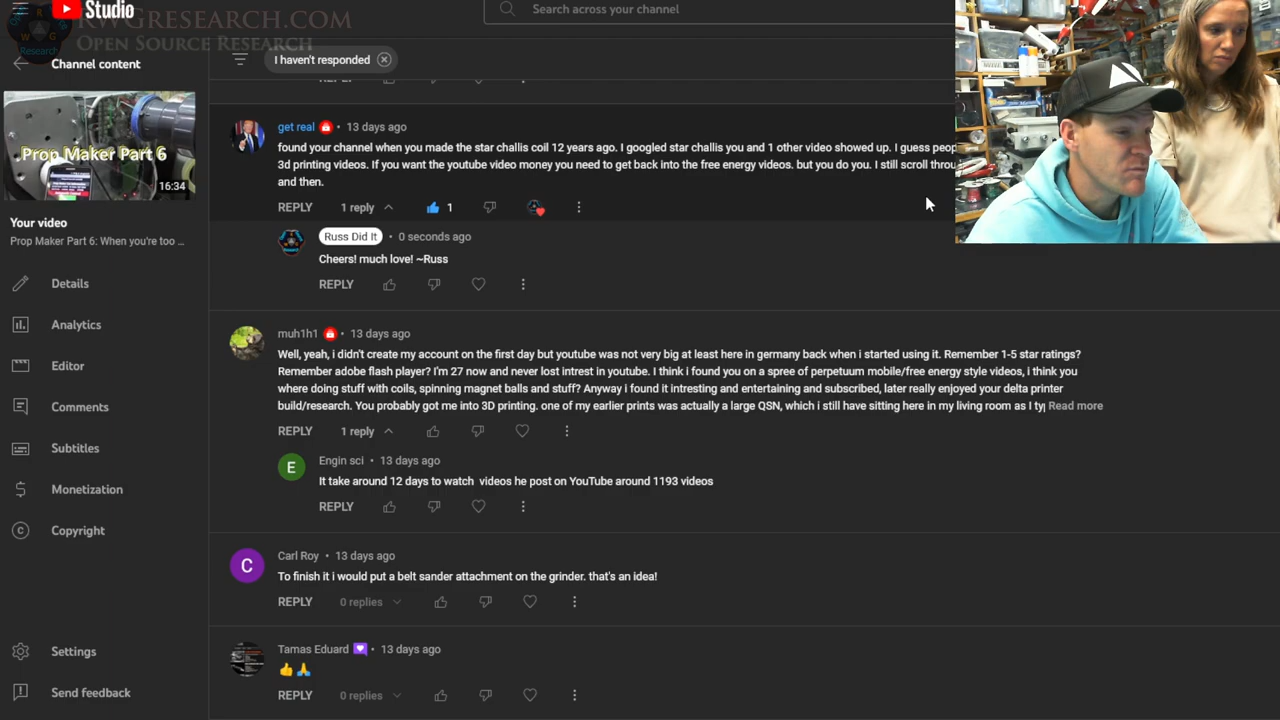 RWGRESEARCH.COM
OPEN SOURCE RESEARCH
R
W G
Research
Studio
Search across your channel
Channel content
I haven't responded
Prop Maker Part 6
16:34
Your video
Prop Maker Part 6: When you're too ...
Details
Analytics
Editor
Comments
Subtitles
Monetization
Copyright
Settings
Send feedback
get real • 13 days ago
found your channel when you made the star challis coil 12 years ago. I googled star challis you and 1 other video showed up. I guess peop
3d printing videos. If you want the youtube video money you need to get back into the free energy videos. but you do you. I still scroll throu
and then.
REPLY 1 reply 1
Russ Did It • 0 seconds ago
Cheers! much love! ~Russ
REPLY
muh1h1 • 13 days ago
Well, yeah, i didn't create my account on the first day but youtube was not very big at least here in germany back when i started using it. Remember 1-5 star ratings?
Remember adobe flash player? I'm 27 now and never lost intrest in youtube. I think i found you on a spree of perpetuum mobile/free energy style videos, i think you
where doing stuff with coils, spinning magnet balls and stuff? Anyway i found it intresting and entertaining and subscribed, later really enjoyed your delta printer
build/research. You probably got me into 3D printing. one of my earlier prints was actually a large QSN, which i still have sitting here in my living room as I ty Read more
REPLY 1 reply
E
Engin sci • 13 days ago
It take around 12 days to watch videos he post on YouTube around 1193 videos
REPLY
C
Carl Roy • 13 days ago
To finish it i would put a belt sander attachment on the grinder. that's an idea!
REPLY 0 replies
Tamas Eduard • 13 days ago
👍🙏
REPLY 0 replies